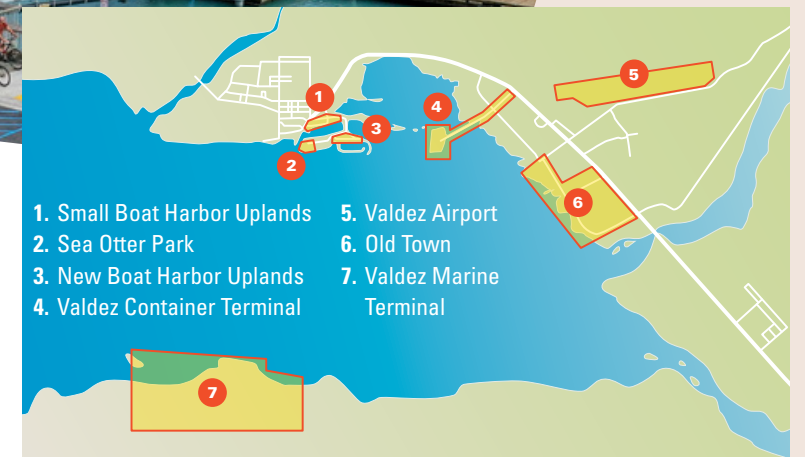 1
2
3
4
5
6
7
1. Small Boat Harbor Uplands
2. Sea Otter Park
3. New Boat Harbor Uplands
4. Valdez Container Terminal
5. Valdez Airport
6. Old Town
7. Valdez Marine
Terminal